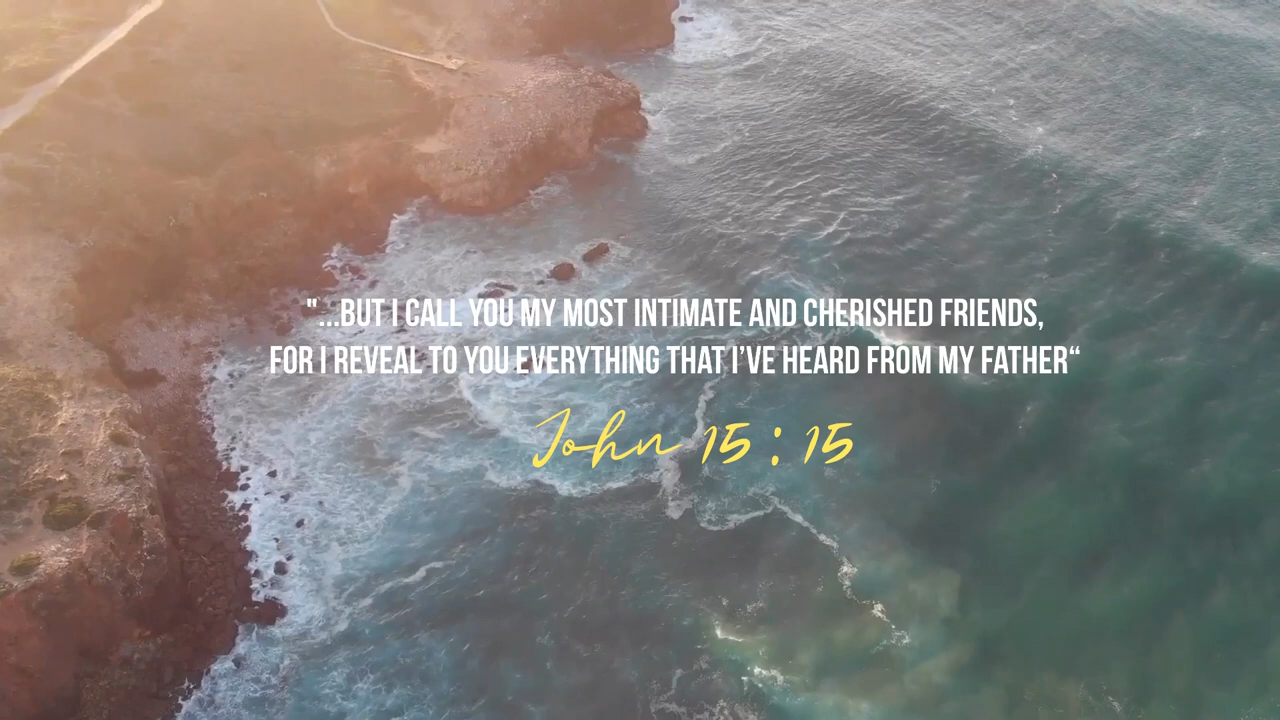 "...BUT I CALL YOU MY MOST INTIMATE AND CHERISHED FRIENDS,
FOR I REVEAL TO YOU EVERYTHING THAT I’VE HEARD FROM MY FATHER“
John 15 : 15